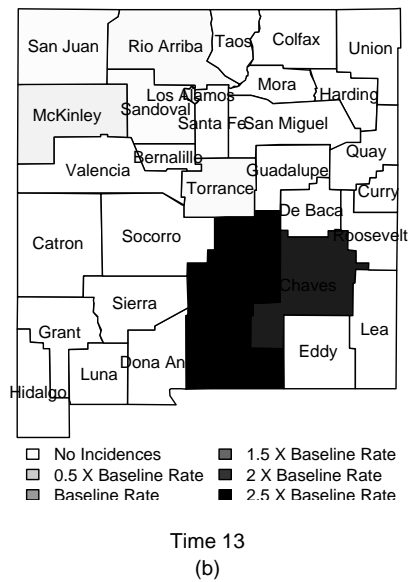 San Juan
Rio Arriba
Taos
Colfax
Union
Los Alamos
Mora
Harding
McKinley
Sandoval
Santa Fe
San Miguel
Bernalillo
Quay
Valencia
Guadalupe
Torrance
Curry
De Baca
Catron
Socorro
Roosevelt
Chaves
Sierra
Grant
Lea
Dona An
Eddy
Luna
Hidalgo
No Incidences
1.5 X Baseline Rate
0.5 X Baseline Rate
2 X Baseline Rate
Baseline Rate
2.5 X Baseline Rate
Time 13
(b)